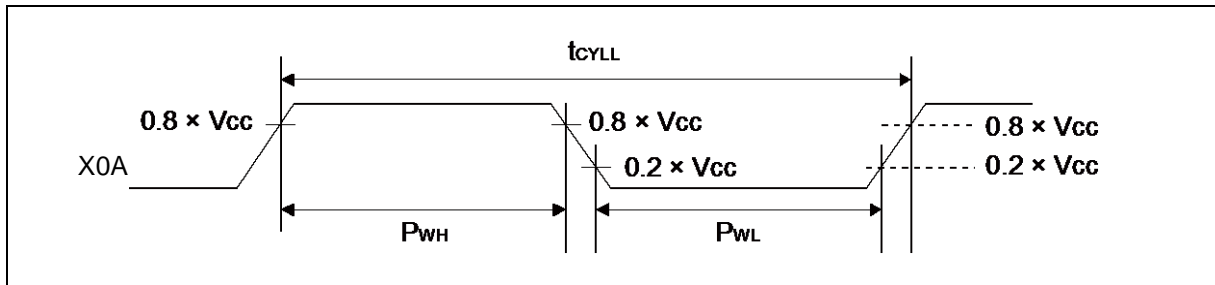 tCYLL
0.8 × VCC
0.8 × VCC
0.8 × VCC
X0A
0.2 × VCC
0.2 × VCC
PWH
PWL